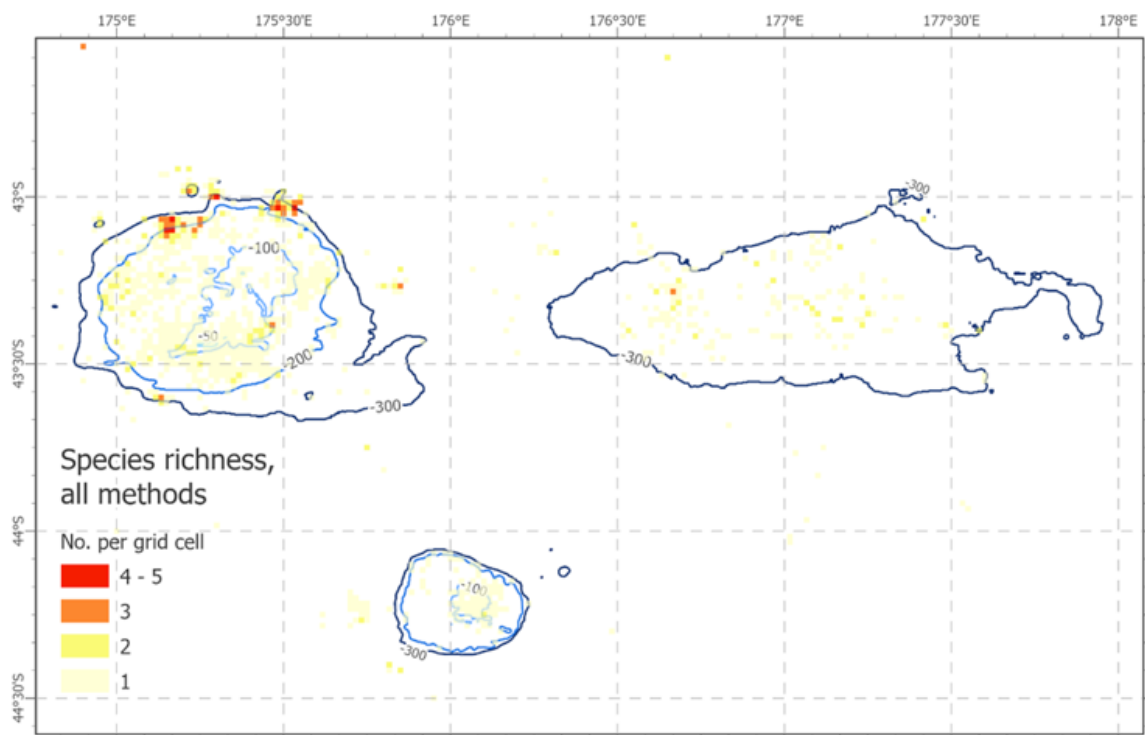 175°E 175°30'E 176°E 176°30'E 177°E 177°30'E 178°E
43°S
43°30'S
44°S
44°30'S
-300
-100
-50
-200
-300
-300
-100
-300
Species richness,
all methods
No. per grid cell
4 - 5
3
2
1